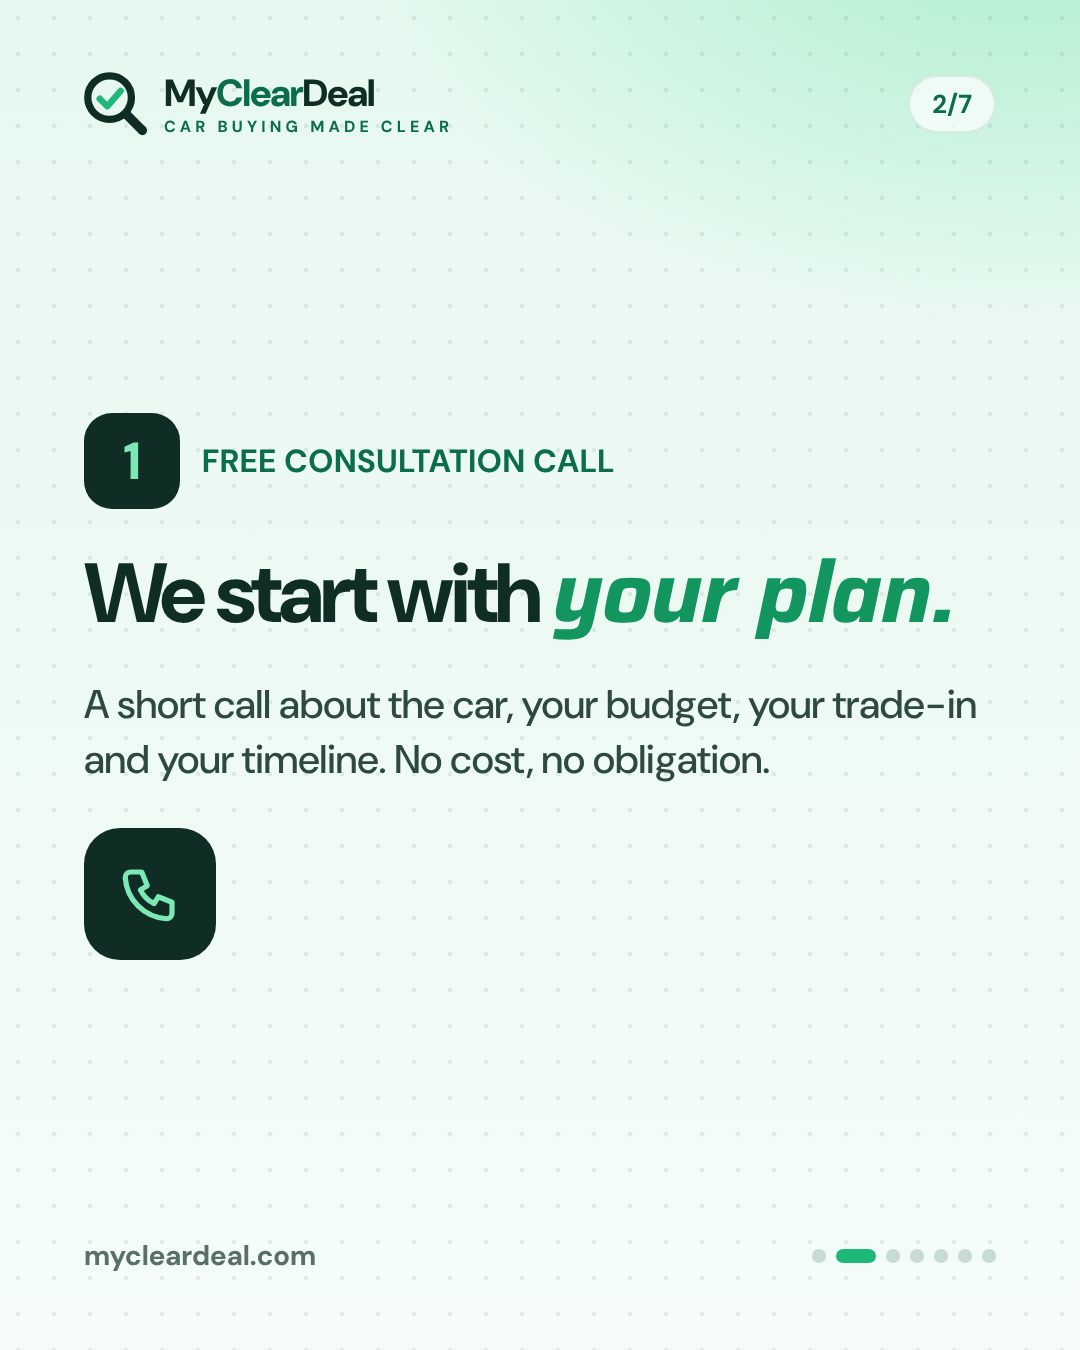 MyClearDeal
CAR BUYING MADE CLEAR
2/7
1
FREE CONSULTATION CALL
We start with your plan.
A short call about the car, your budget, your trade-in
and your timeline. No cost, no obligation.
mycleardeal.com